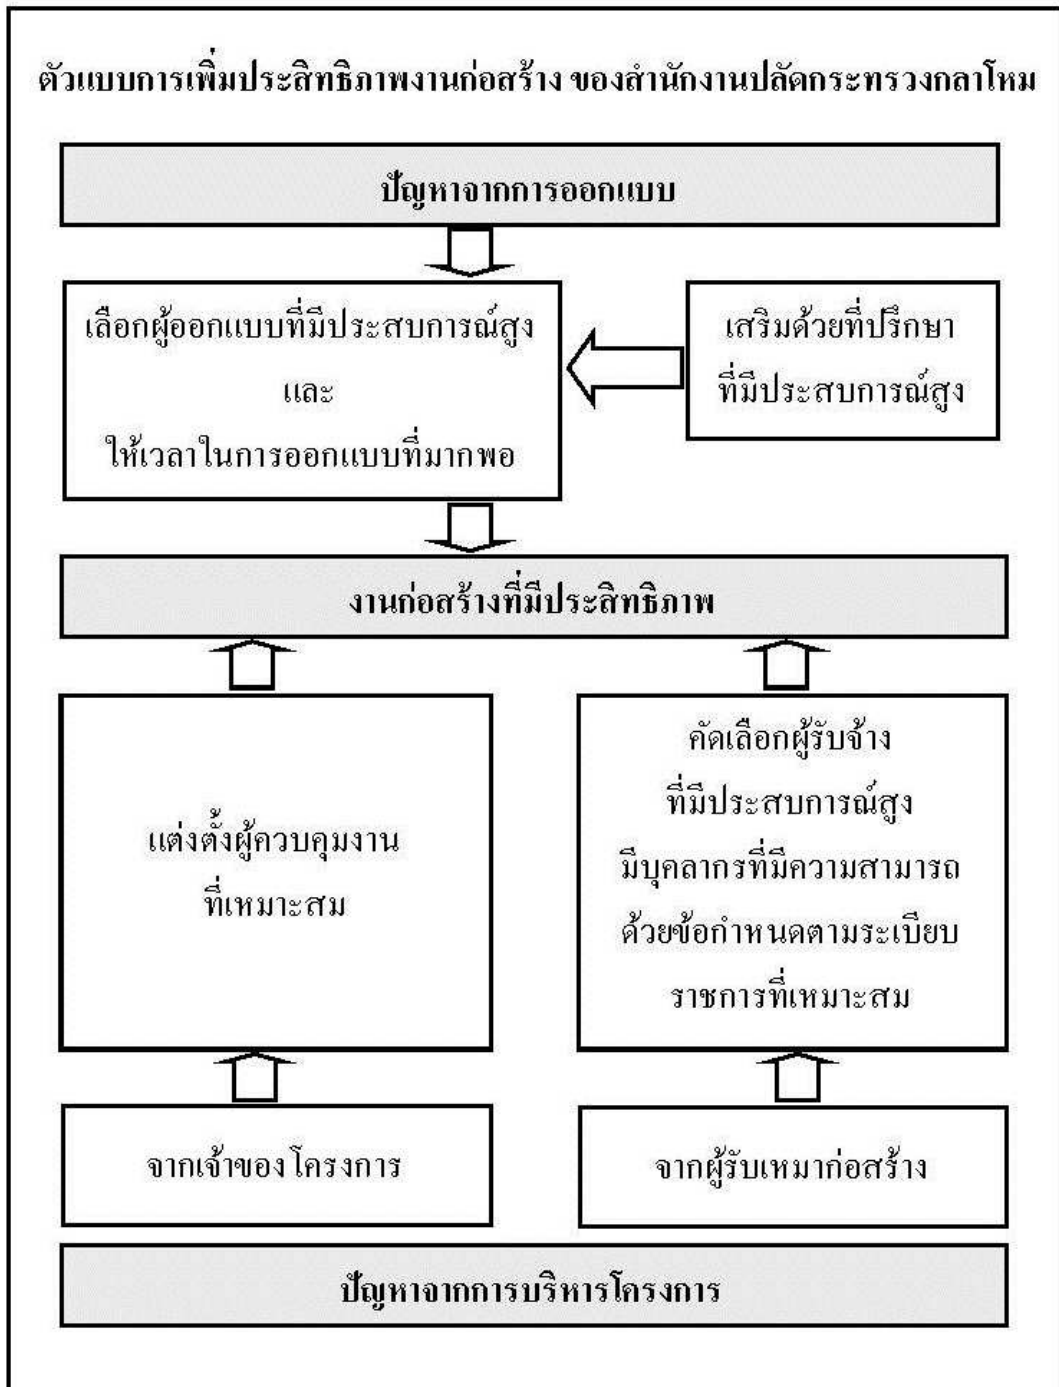 ตัวแบบการเพิ่มประสิทธิภาพงานก่อสร้าง ของสำนักงานปลัดกระทรวงกลาโหม
ปัญหาจากการออกแบบ
เลือกผู้ออกแบบที่มีประสบการณ์สูง
และ
ให้เวลาในการออกแบบที่มากพอ
เสริมด้วยที่ปรึกษา
ที่มีประสบการณ์สูง
งานก่อสร้างที่มีประสิทธิภาพ
แต่งตั้งผู้ควบคุมงาน
ที่เหมาะสม
คัดเลือกผู้รับจ้าง
ที่มีประสบการณ์สูง
มีบุคลากรที่มีความสามารถ
ด้วยข้อกำหนดตามระเบียบ
ราชการที่เหมาะสม
จากเจ้าของโครงการ
จากผู้รับเหมาก่อสร้าง
ปัญหาจากการบริหารโครงการ